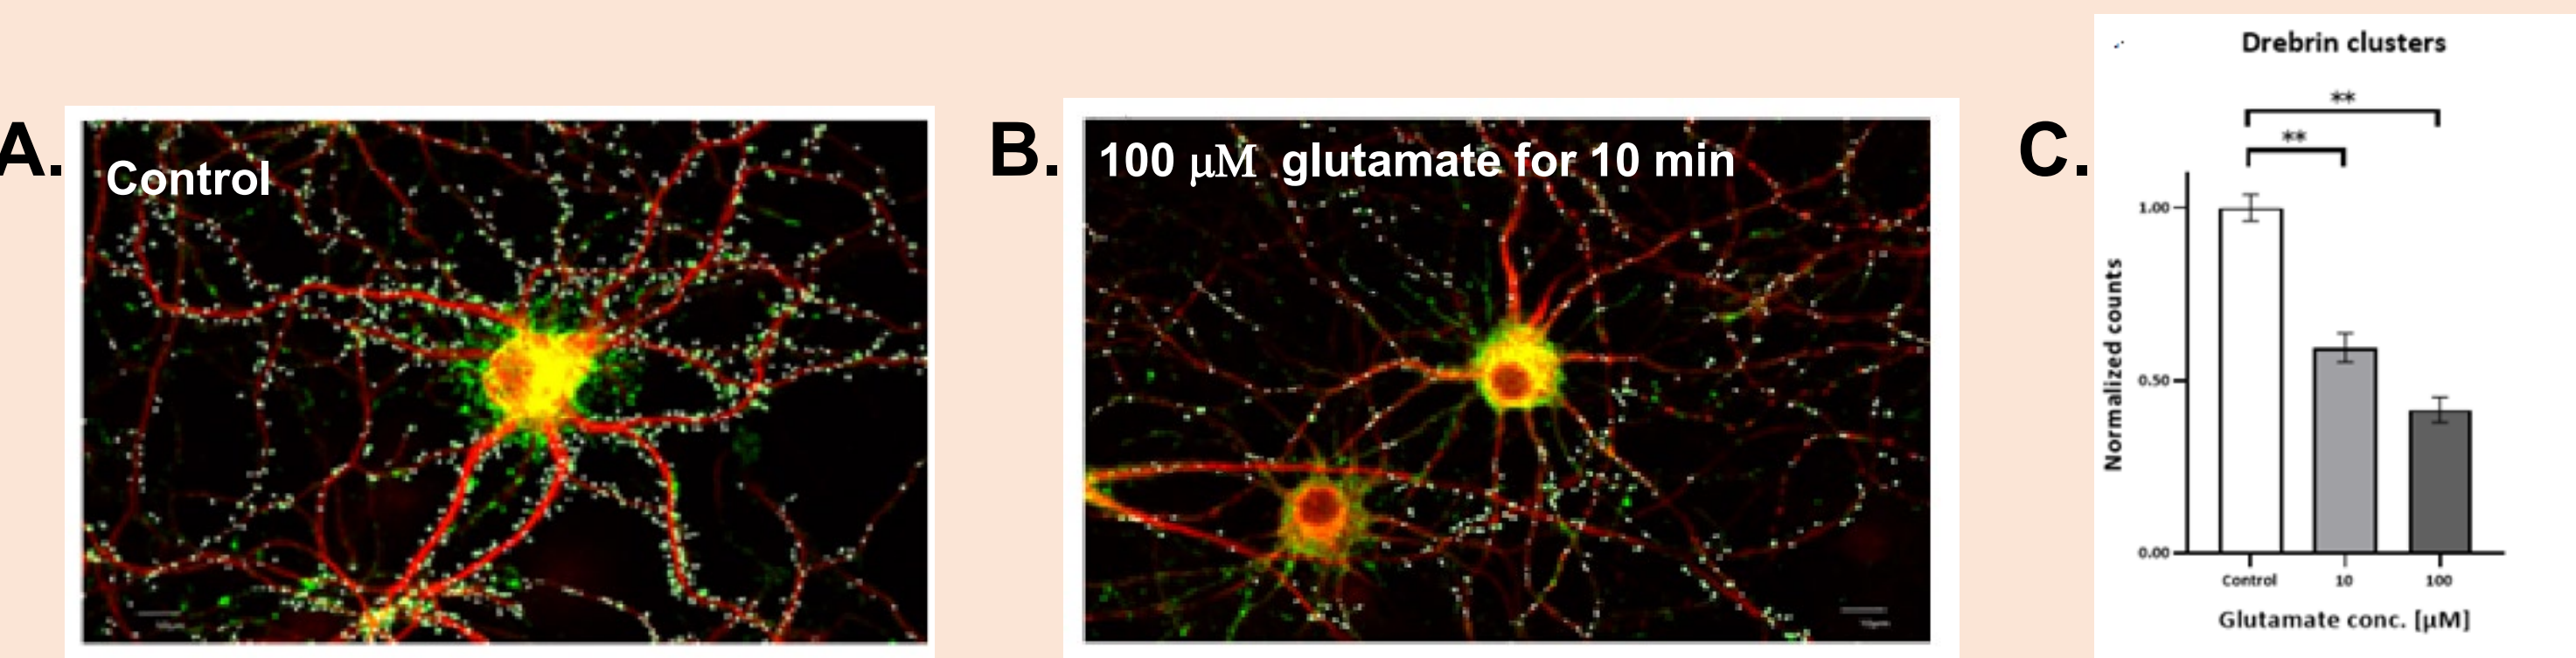 A.
Control
B.
100 μM glutamate for 10 min
C.
Drebrin clusters
**
**
1.00
0.50
0.00
Normalized counts
Control 10 100
Glutamate conc. [μM]